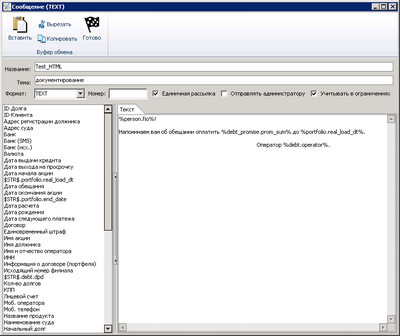 Сообщение (TEXT)
Вставить
Вырезать
Копировать
Готово
Буфер обмена
Название: Test_HTML
Тема: документирование
Формат: TEXT Номер: Единичная рассылка Отправлять администратору Учитывать в ограничениях
ID Долга
ID Клиента
Адрес регистрации должника
Адрес суда
Банк
Банк (SMS)
Банк (исх.)
Валюта
Дата выдачи кредита
Дата выхода на просрочку
Дата начала акции
$STR$.portfolio.real_load_dt
Дата обещания
Дата окончания акции
$STR$.portfolio.end_date
Дата расчета
Дата рождения
Дата следующего платежа
Договор
Единовременный штраф
Имя акции
Имя должника
Имя и отчество оператора
ИНН
Информация о договоре (портфеля)
Исходящий номер филиала
$STR$.debt.dpd
Кол-во долгов
КПП
Лицевой счет
Моб. оператора
Моб. телефон
Название продукта
Наименование суда
Начальный долг
Текст
%person.fio%!
Напоминаем вам об обещании оплатить %debt_promise.prom_sum% до %portfolio.real_load_dt%.
Оператор %debt.operator%.